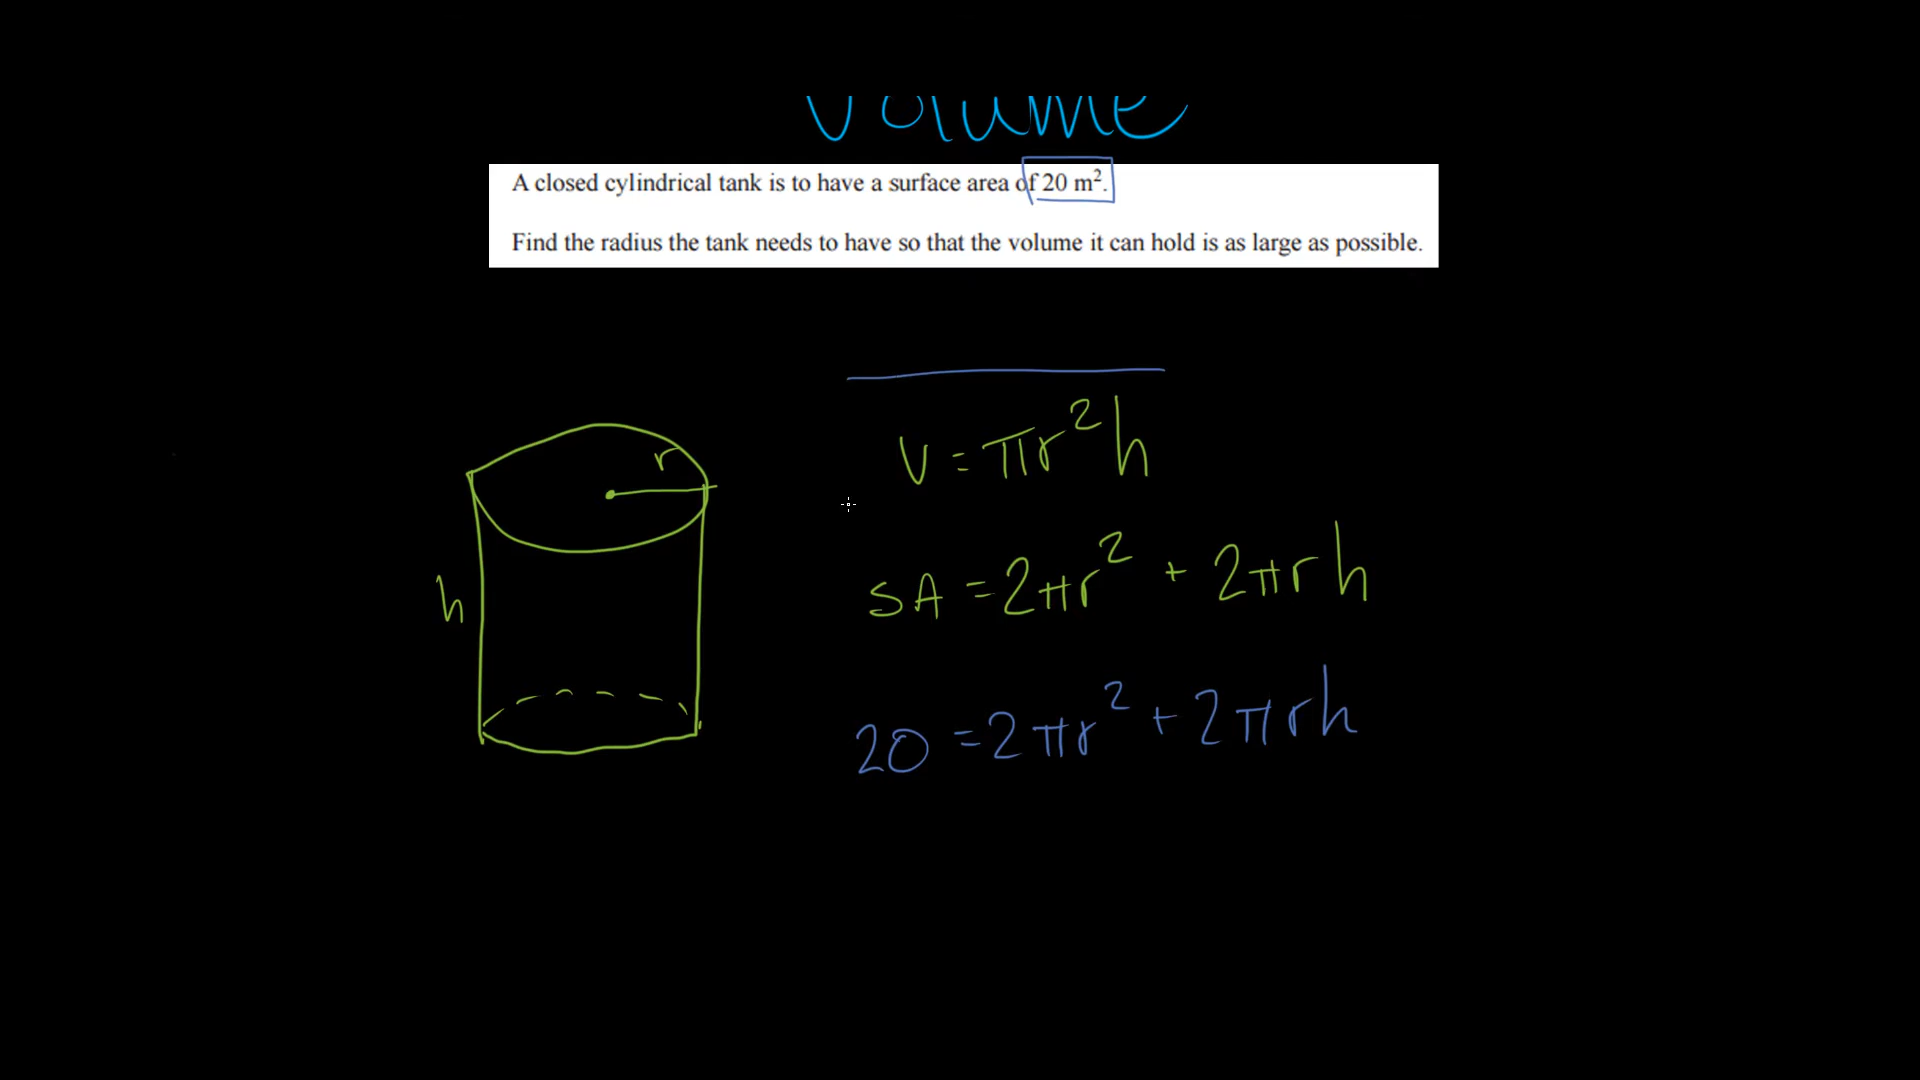 Volume
A closed cylindrical tank is to have a surface area of 20 m².
Find the radius the tank needs to have so that the volume it can hold is as large as possible.
V = πr²h
r
SA = 2πr² + 2πrh
h
20 = 2πr² + 2πrh